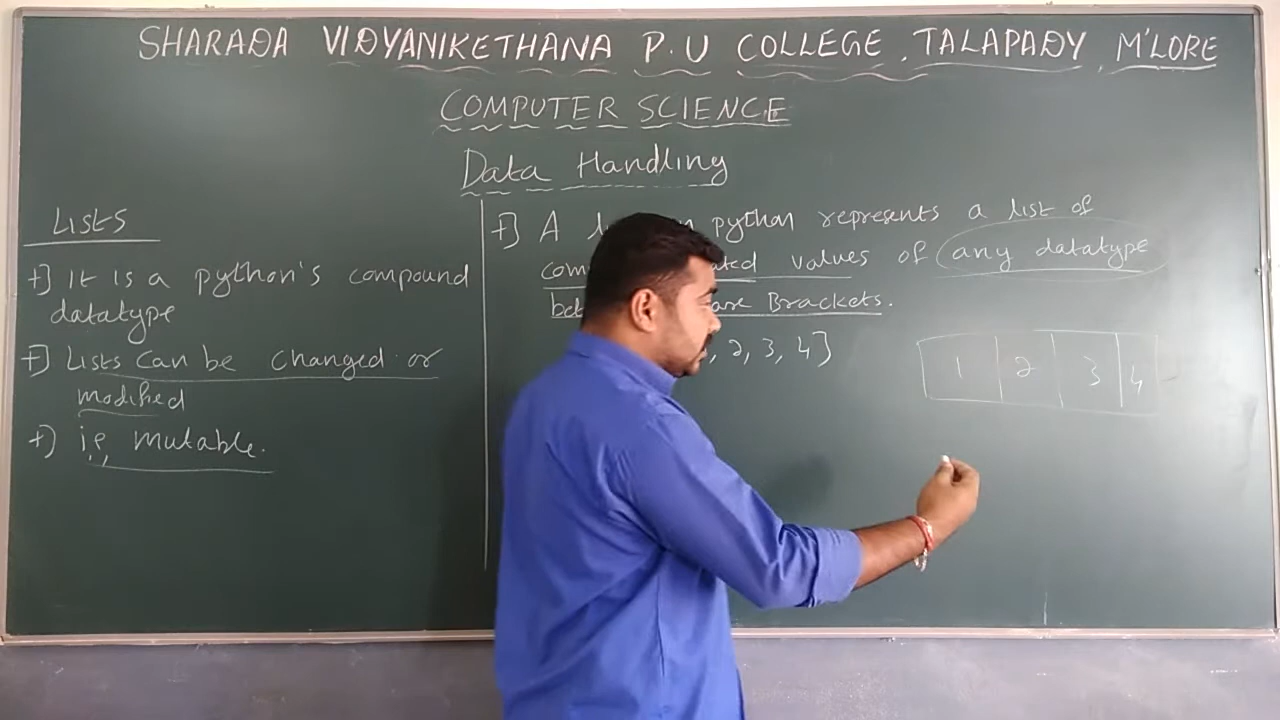 SHARADA VIDYANIKETHANA P.U COLLEGE, TALAPADY, M'LORE
COMPUTER SCIENCE
Data Handling
LISTS
+] It is a python's compound
datatype
+] Lists can be changed or
modified
+) i.e, mutable.
+] A python represents a list of
values of any datatype
Brackets.
, 2, 3, 4]
1 2 3 4